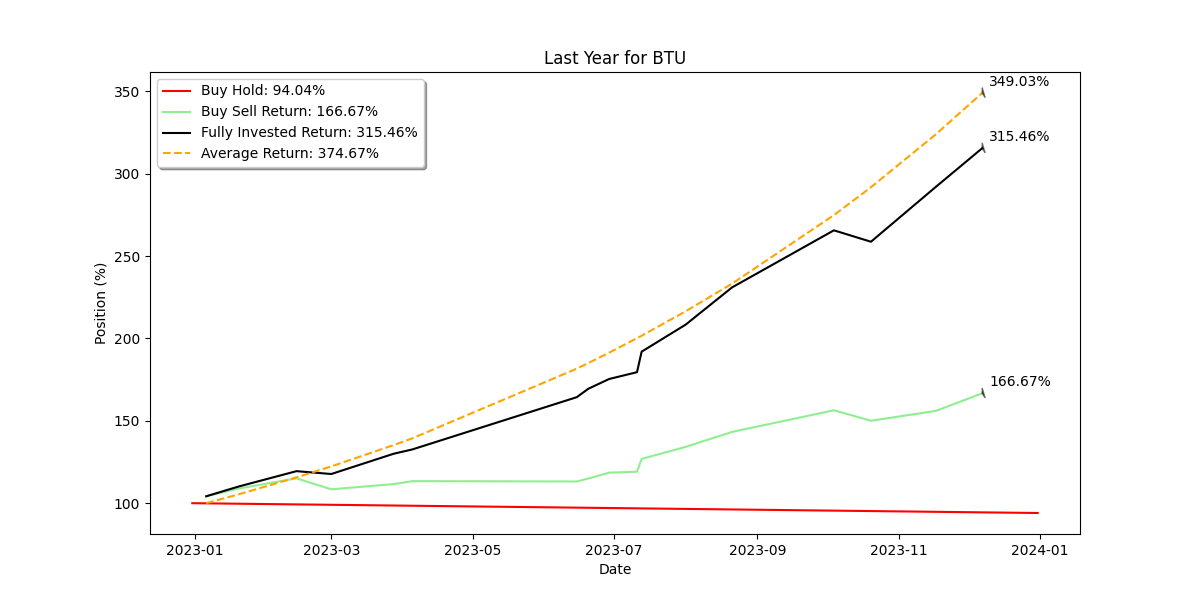 Last Year for BTU
Buy Hold: 94.04%
Buy Sell Return: 166.67%
Fully Invested Return: 315.46%
Average Return: 374.67%
349.03%
315.46%
166.67%
Position (%)
350
300
250
200
150
100
2023-01 2023-03 2023-05 2023-07 2023-09 2023-11 2024-01
Date